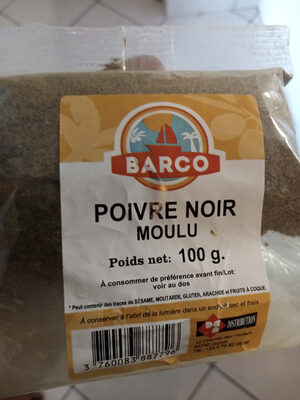 BARCO
POIVRE NOIR
MOULU
Poids net: 100 g.
À consommer de préférence avant fin/Lot:
voir au dos
* Peut contenir des traces de SÉSAME, MOUTARDE, GLUTEN, ARACHIDE et FRUITS À COQUE.
À conserver à l'abri de la lumière dans un endroit sec et frais
DISTRIBUTION
3 760083 887796